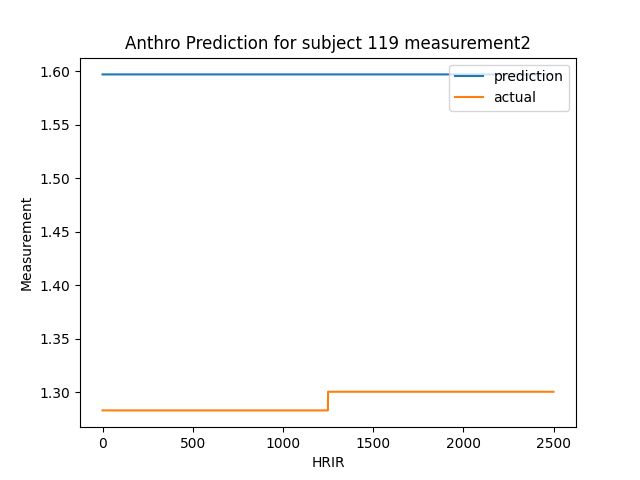 Anthro Prediction for subject 119 measurement2
prediction
actual
1.60
1.55
1.50
1.45
1.40
1.35
1.30
Measurement
0
500
1000
1500
2000
2500
HRIR